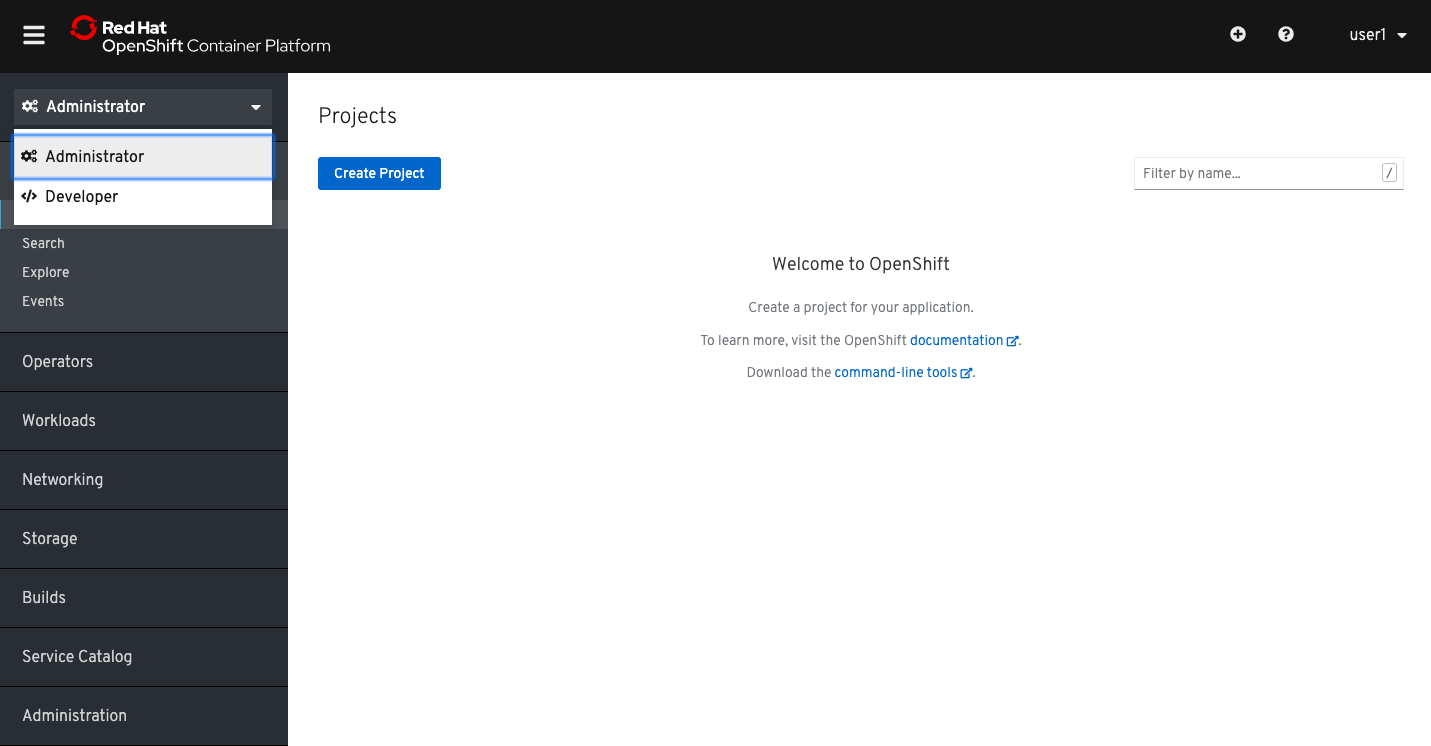 Red Hat
OpenShift Container Platform
user1
Administrator
Administrator
Developer
Search
Explore
Events
Operators
Workloads
Networking
Storage
Builds
Service Catalog
Administration
Projects
Create Project
Filter by name...
/
Welcome to OpenShift
Create a project for your application.
To learn more, visit the OpenShift documentation.
Download the command-line tools.